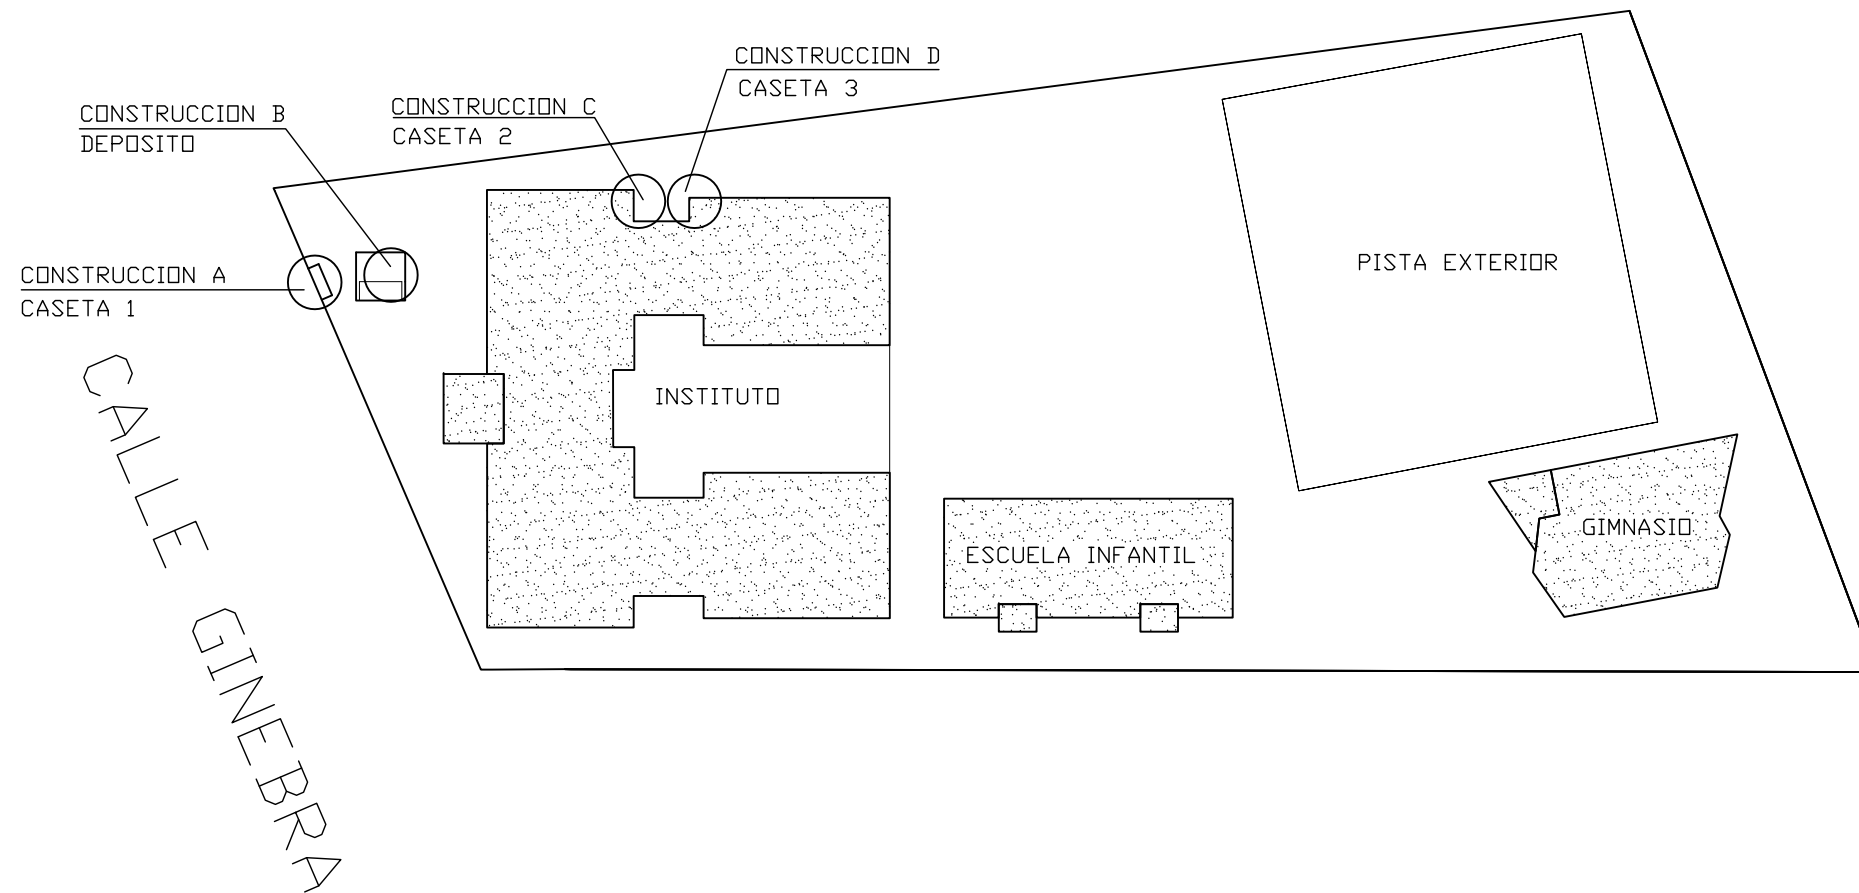 CONSTRUCCION D
CASETA 3
CONSTRUCCION C
CASETA 2
CONSTRUCCION B
DEPOSITO
CONSTRUCCION A
CASETA 1
PISTA EXTERIOR
INSTITUTO
GIMNASIO
ESCUELA INFANTIL
CALLE GINEBRA